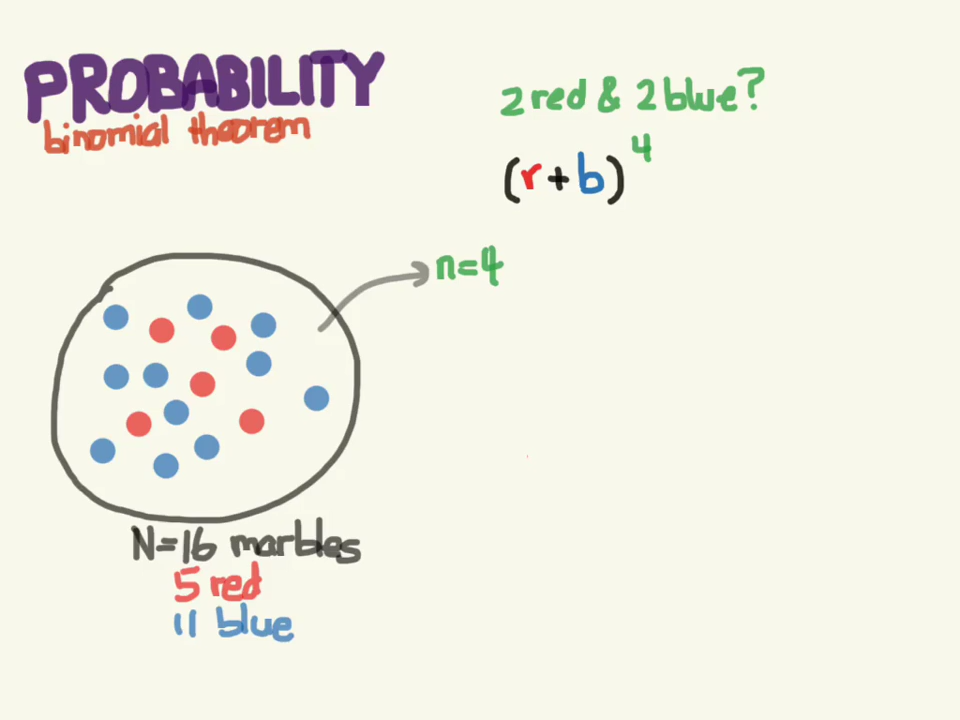 PROBABILITY
binomial theorem
2 red & 2 blue?
(r+b)⁴
n=4
N=16 marbles
5 red
11 blue